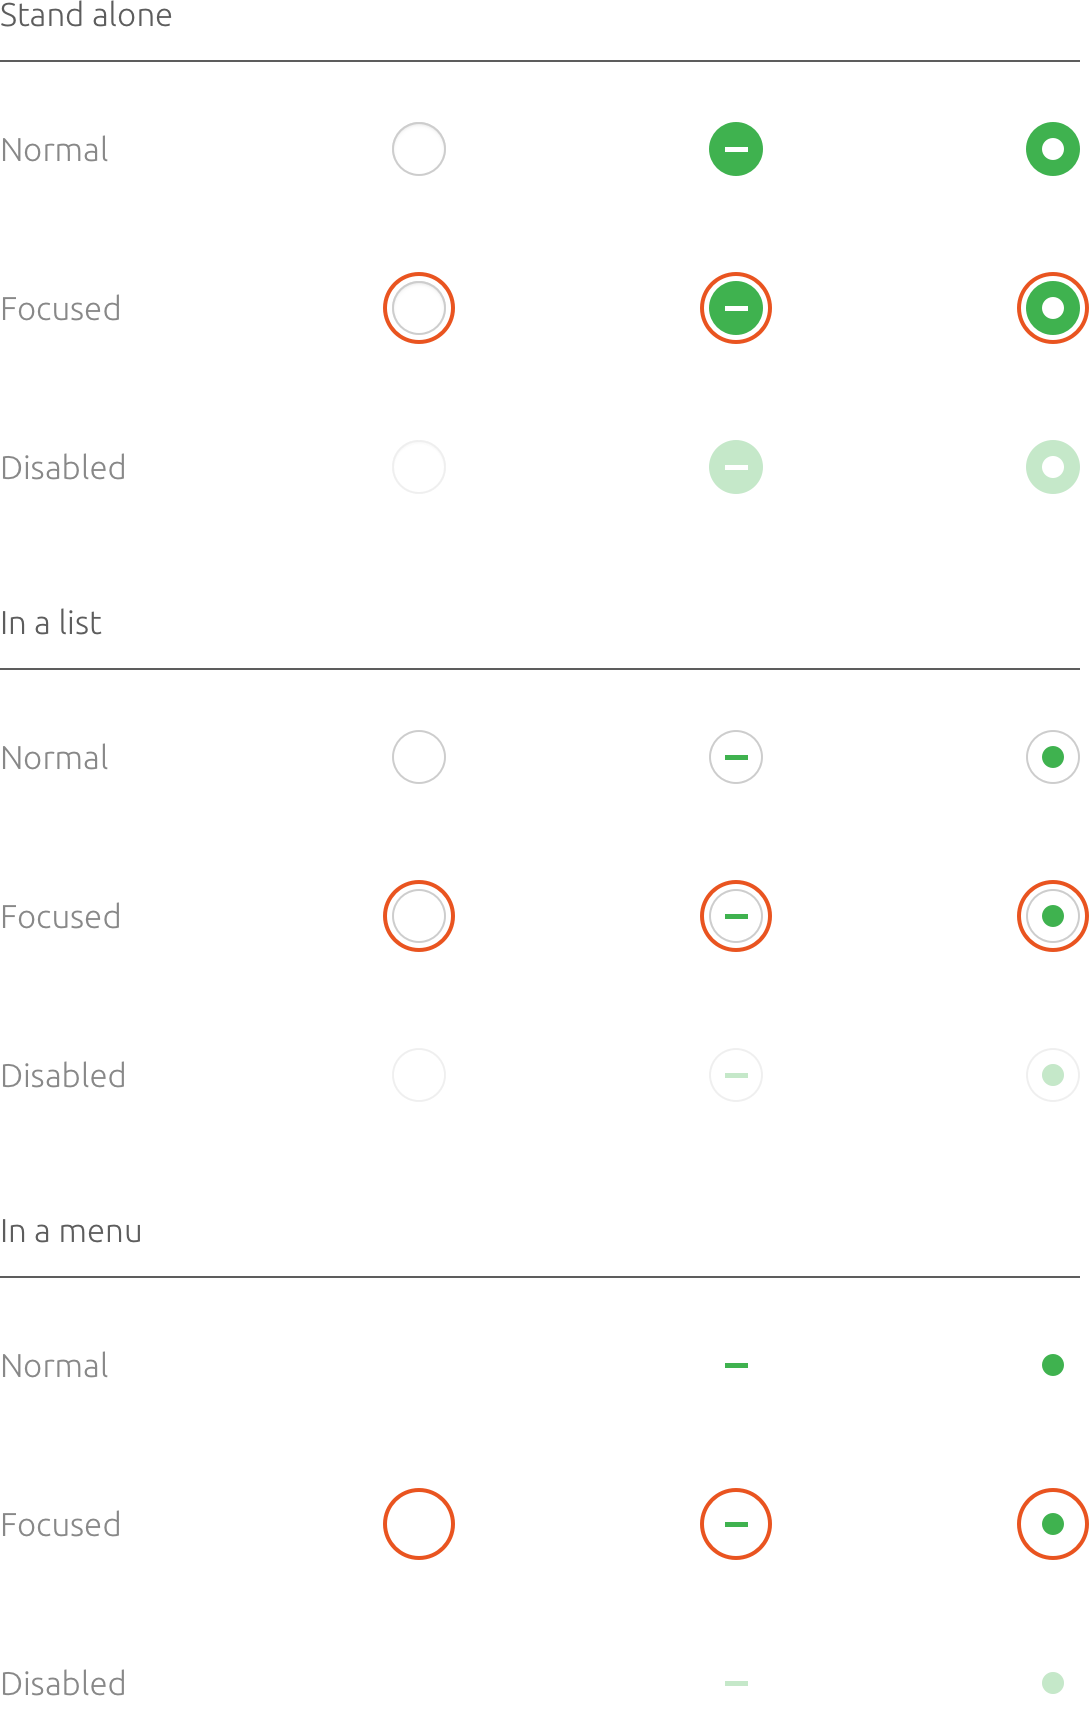 Stand alone
Normal
Focused
Disabled
In a list
Normal
Focused
Disabled
In a menu
Normal
Focused
Disabled